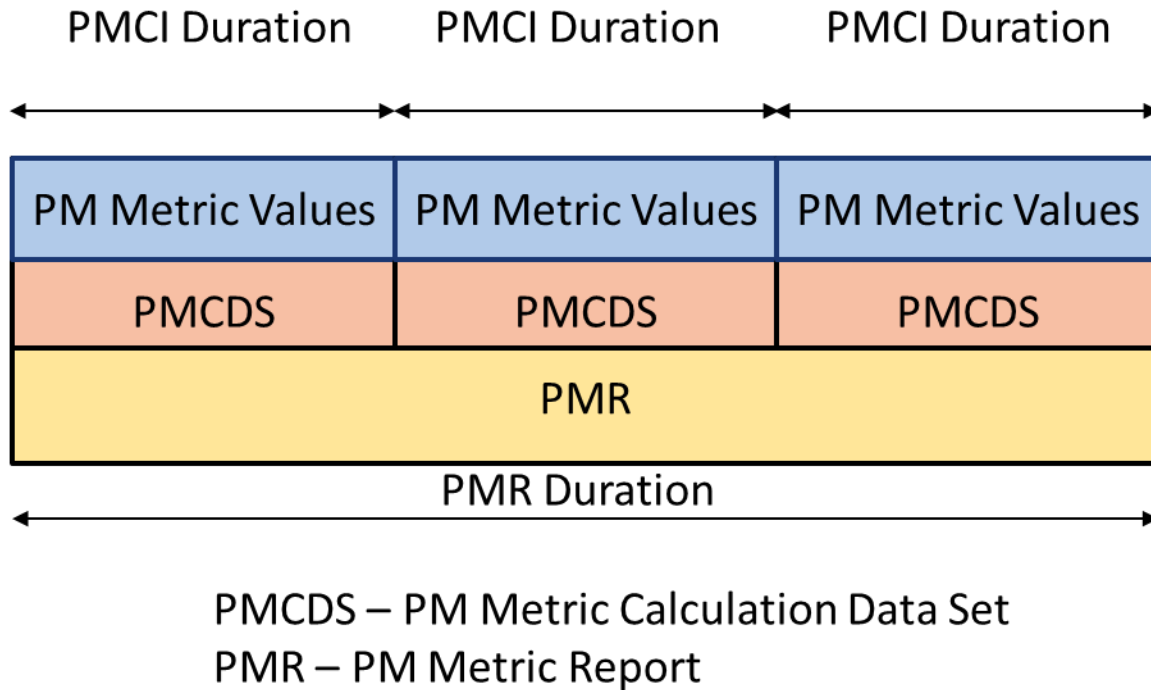 PMCI Duration PMCI Duration PMCI Duration
PM Metric Values PM Metric Values PM Metric Values
PMCDS PMCDS PMCDS
PMR
PMR Duration
PMCDS – PM Metric Calculation Data Set
PMR – PM Metric Report